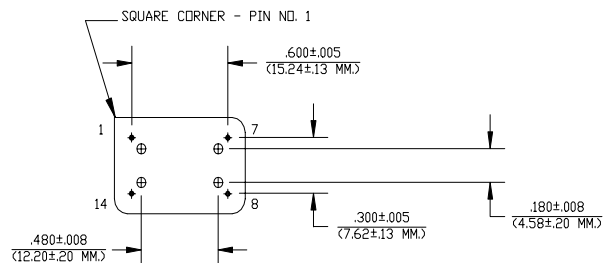 SQUARE CORNER - PIN NO. 1
.600±.005
(15.24±.13 MM.)
1
7
14
8
.300±.005
(7.62±.13 MM.)
.180±.008
(4.58±.20 MM.)
.480±.008
(12.20±.20 MM.)